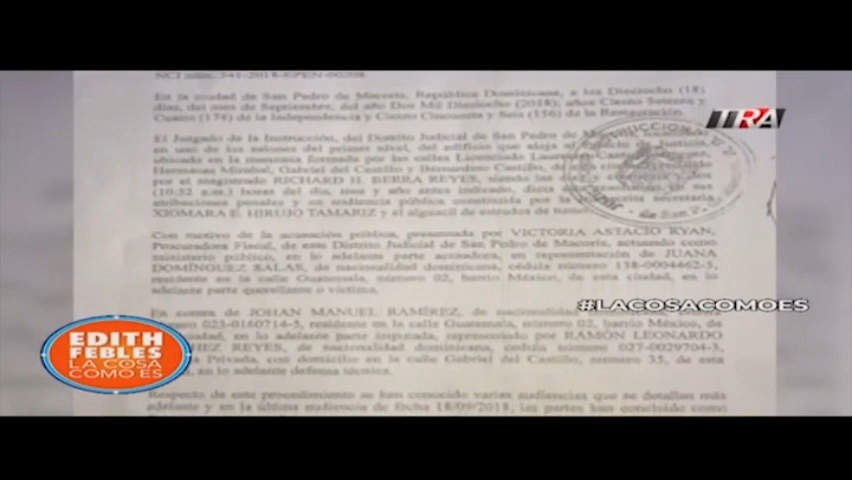 NCI núm. 341-2018-EPEN-00208
En la ciudad de San Pedro de Macorís, República Dominicana, a los Dieciocho (18)
días, del mes de Septiembre, del año Dos Mil Dieciocho (2018); años Ciento Setenta y
Cuatro (174) de la Independencia y Ciento Cincuenta y Seis (156) de la Restauración.
El Juzgado de la Instrucción, del Distrito Judicial de San Pedro de
en uno de los salones del primer nivel, del edificio que aloja al Palacio de Justicia,
ubicada en la manzana formada por las calles Licenciado
Hermanas Mirabal, Gabriel del Castillo y Bernardino Castillo,
por el magistrado RICHARD H. BERRA REYES, siendo las
(10:52 a.m.) horas del día, mes y año antes indicado, dicta en sus
atribuciones penales y en audiencia pública constituida por la secretaria
XIOMARA E. HIRUJO TAMARIZ y el alguacil de estrados de turno.
Con motivo de la acusación pública, presentada por VICTORIA ASTACIO RYAN,
Procuradora Fiscal, de este Distrito Judicial de San Pedro de Macorís, actuando como
ministerio público, en lo adelante parte acusadora, en representación de JUANA
DOMÍNGUEZ SALAS, de nacionalidad dominicana, cédula número 138-0004462-5,
residente en la calle Guatemala, número 02, barrio México, de esta ciudad, en lo
adelante parte querellante o víctima.
En contra de JOHAN MANUEL RAMÍREZ, de nacionalidad
número 023-0160714-5, residente en la calle Guatemala, número 02, barrio México, de
en lo adelante parte imputada, representado por RAMÓN LEONARDO
REYES, de nacionalidad dominicana, cédula número 027-0029704-3,
Privada, con domicilio en la calle Gabriel del Castillo, número 35, de esta
en lo adelante defensa técnica.
Respecto de este procedimiento se han conocido varias audiencias que se detallan más
adelante y en la última audiencia de fecha 18/09/2018, las partes han concluido como
TRA
#LACOSACOMOES
EDITH
FEBLES
LA COSA
COMO ES